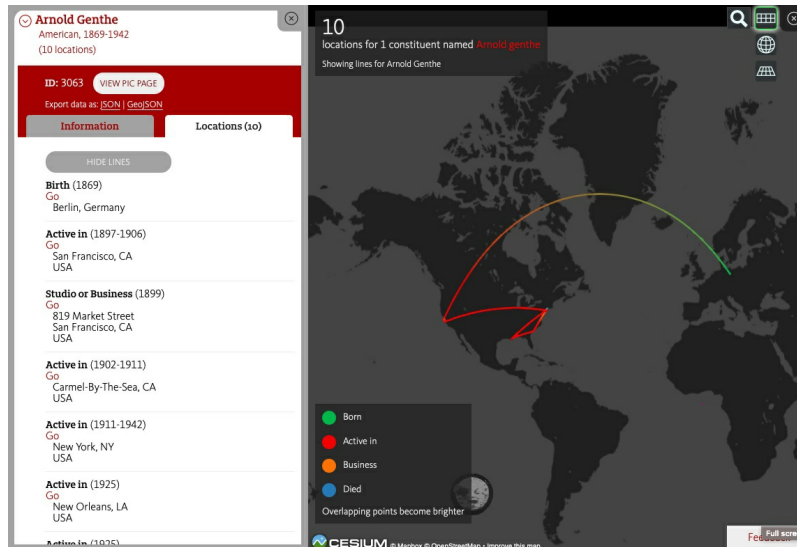 Arnold Genthe
American, 1869-1942
(10 locations)
ID: 3063 VIEW PIC PAGE
Export data as: JSON | GeoJSON
Information
Locations (10)
HIDE LINES
Birth (1869)
Go
Berlin, Germany
Active in (1897-1906)
Go
San Francisco, CA
USA
Studio or Business (1899)
Go
819 Market Street
San Francisco, CA
USA
Active in (1902-1911)
Go
Carmel-By-The-Sea, CA
USA
Active in (1911-1942)
Go
New York, NY
USA
Active in (1925)
Go
New Orleans, LA
USA
Active in (1925)
10
locations for 1 constituent named Arnold genthe
Showing lines for Arnold Genthe
Born
Active in
Business
Died
Overlapping points become brighter
CESIUM © Mapbox © OpenStreetMap • Improve this map
Full scre